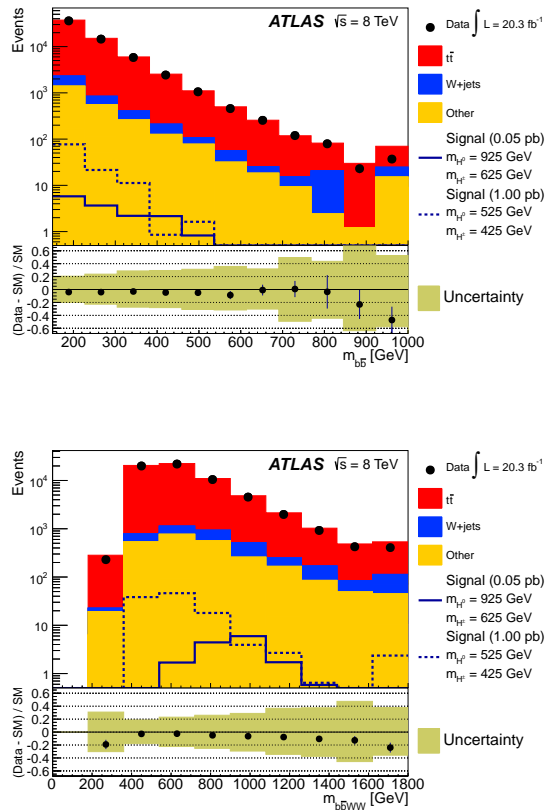 Events
10⁴
10³
10²
10
1
ATLAS √s = 8 TeV
Data ∫ L = 20.3 fb⁻¹
tt̄
W+jets
Other
Signal (0.05 pb)
m_H⁰ = 925 GeV
m_H± = 625 GeV
Signal (1.00 pb)
m_H⁰ = 525 GeV
m_H± = 425 GeV
(Data - SM) / SM
0.6
0.4
0.2
0
-0.2
-0.4
-0.6
Uncertainty
200 300 400 500 600 700 800 900 1000
m_bb̄ [GeV]
Events
10⁴
10³
10²
10
1
ATLAS √s = 8 TeV
Data ∫ L = 20.3 fb⁻¹
tt̄
W+jets
Other
Signal (0.05 pb)
m_H⁰ = 925 GeV
m_H± = 625 GeV
Signal (1.00 pb)
m_H⁰ = 525 GeV
m_H± = 425 GeV
(Data - SM) / SM
0.6
0.4
0.2
0
-0.2
-0.4
-0.6
Uncertainty
0 200 400 600 800 1000 1200 1400 1600 1800
m_bb̄WW [GeV]